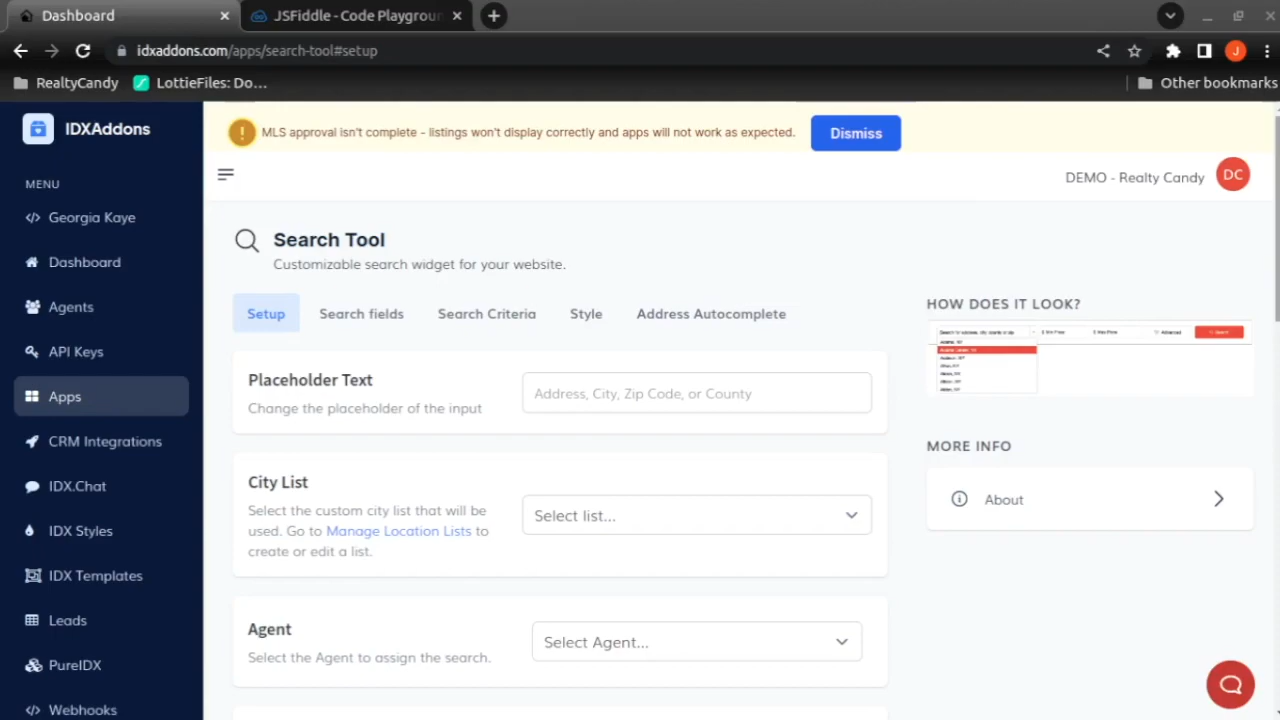 Dashboard
JSFiddle - Code Playgroun
idxaddons.com/apps/search-tool#setup
J
RealtyCandy
LottieFiles: Do...
Other bookmarks
IDXAddons
MLS approval isn't complete - listings won't display correctly and apps will not work as expected.
Dismiss
MENU
DEMO - Realty Candy
DC
Georgia Kaye
Dashboard
Agents
API Keys
Apps
CRM Integrations
IDX.Chat
IDX Styles
IDX Templates
Leads
PureIDX
Webhooks
Search Tool
Customizable search widget for your website.
Setup
Search fields
Search Criteria
Style
Address Autocomplete
Placeholder Text
Change the placeholder of the input
Address, City, Zip Code, or County
City List
Select the custom city list that will be
used. Go to Manage Location Lists to
create or edit a list.
Select list...
Agent
Select the Agent to assign the search.
Select Agent...
HOW DOES IT LOOK?
MORE INFO
About